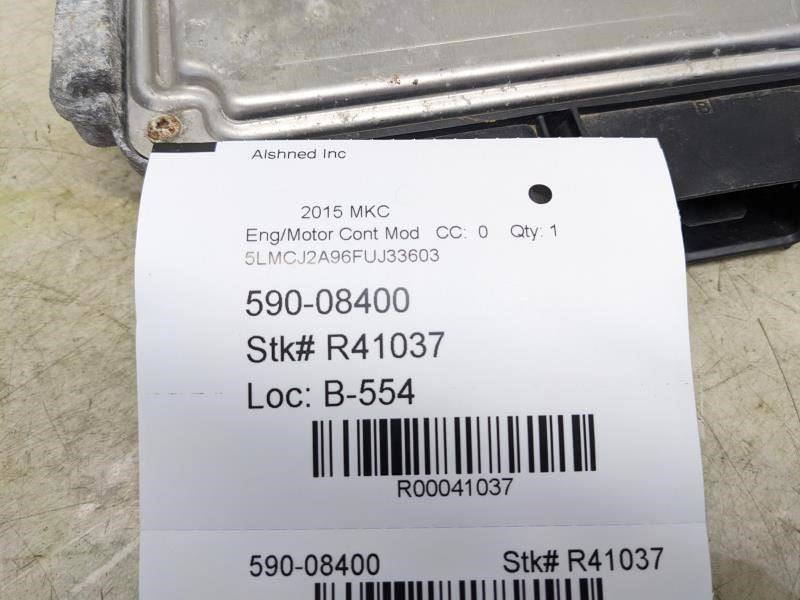 Alshned Inc
2015 MKC
Eng/Motor Cont Mod CC: 0 Qty: 1
5LMCJ2A96FUJ33603
590-08400
Stk# R41037
Loc: B-554
R00041037
590-08400 Stk# R41037